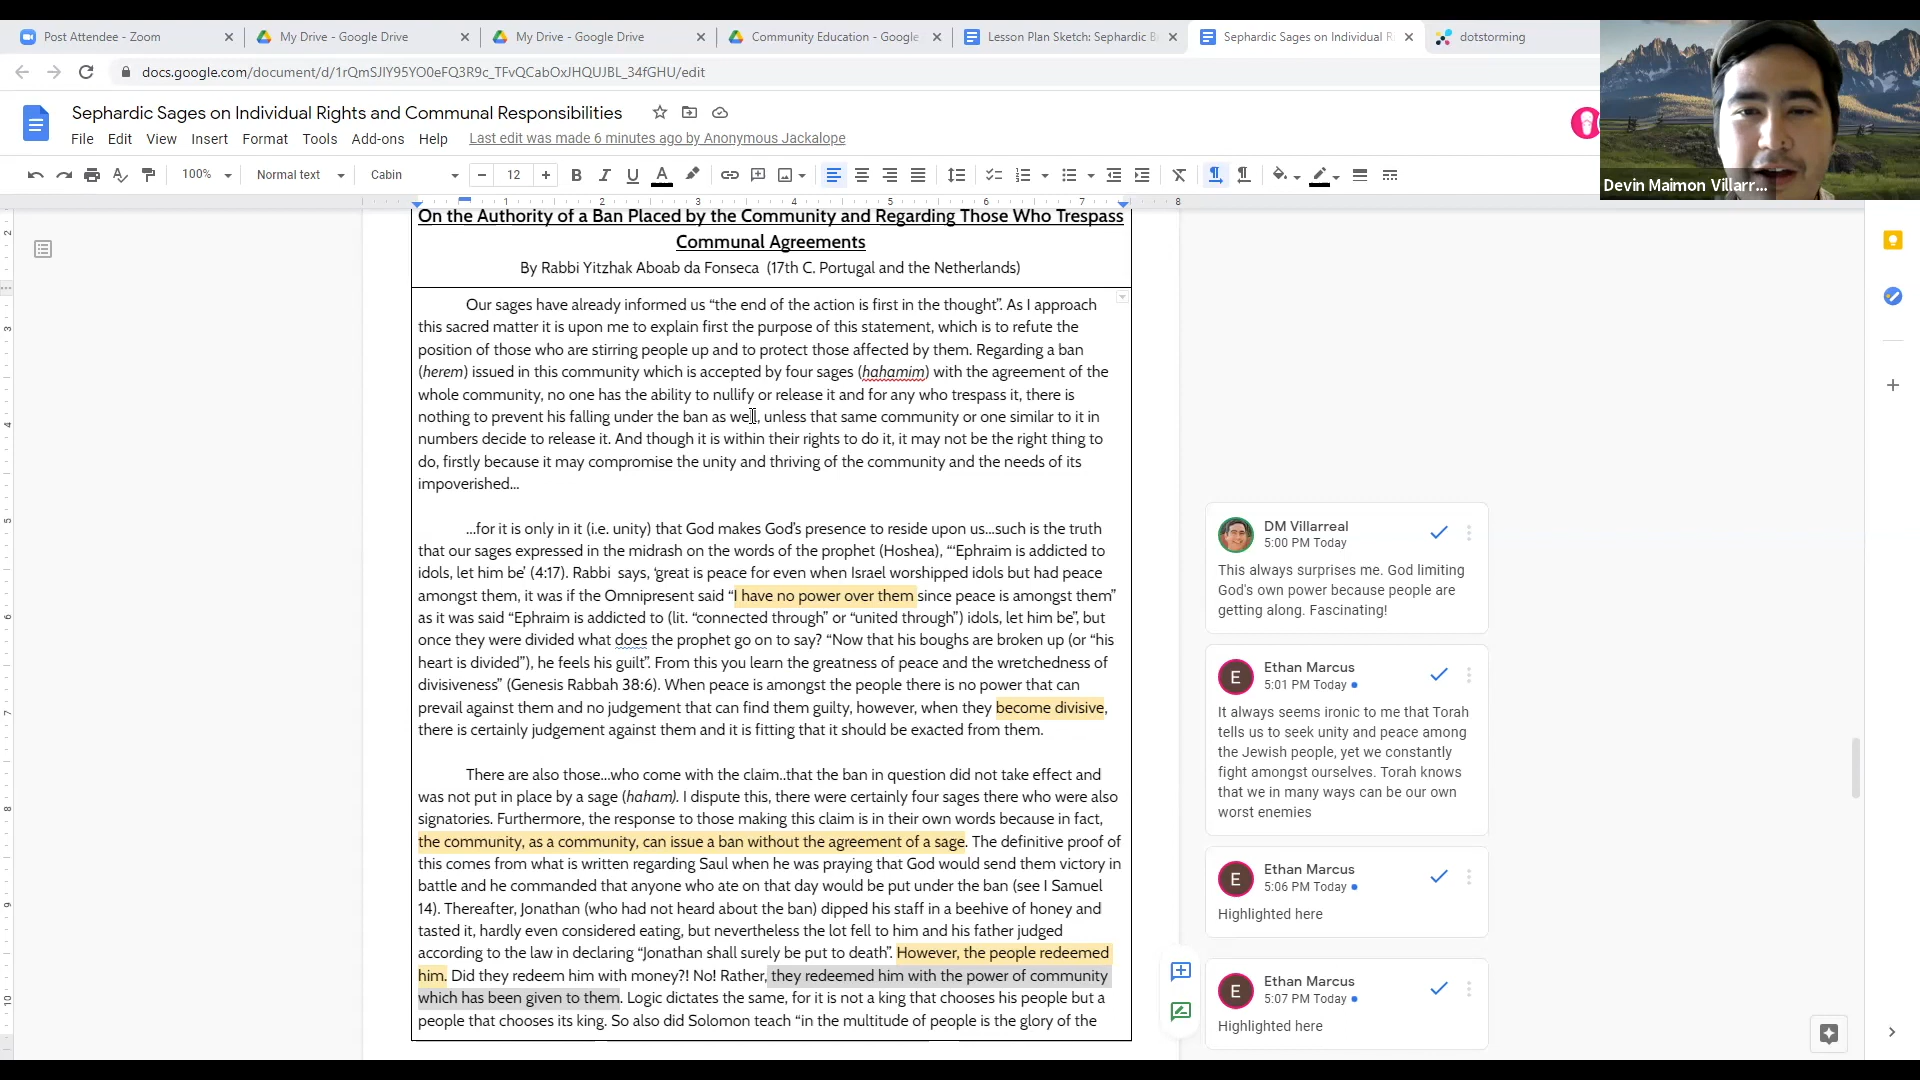 Post Attendee - Zoom
My Drive - Google Drive
My Drive - Google Drive
Community Education - Google
Lesson Plan Sketch: Sephardic B
Sephardic Sages on Individual R
dotstorming
docs.google.com/document/d/1rQmSJlY95YO0eFQ3R9c_TFvQCabOxJHQUJBL_34fGHU/edit
Sephardic Sages on Individual Rights and Communal Responsibilities
File Edit View Insert Format Tools Add-ons Help Last edit was made 6 minutes ago by Anonymous Jackalope
100% Normal text Cabin 12
Devin Maimon Villarr...
On the Authority of a Ban Placed by the Community and Regarding Those Who Trespass
Communal Agreements
By Rabbi Yitzhak Aboab da Fonseca (17th C. Portugal and the Netherlands)
Our sages have already informed us “the end of the action is first in the thought”. As I approach
this sacred matter it is upon me to explain first the purpose of this statement, which is to refute the
position of those who are stirring people up and to protect those affected by them. Regarding a ban
(herem) issued in this community which is accepted by four sages (hahamim) with the agreement of the
whole community, no one has the ability to nullify or release it and for any who trespass it, there is
nothing to prevent his falling under the ban as well, unless that same community or one similar to it in
numbers decide to release it. And though it is within their rights to do it, it may not be the right thing to
do, firstly because it may compromise the unity and thriving of the community and the needs of its
impoverished...
...for it is only in it (i.e. unity) that God makes God’s presence to reside upon us...such is the truth
that our sages expressed in the midrash on the words of the prophet (Hoshea), “‘Ephraim is addicted to
idols, let him be’ (4:17). Rabbi says, ‘great is peace for even when Israel worshipped idols but had peace
amongst them, it was if the Omnipresent said “I have no power over them since peace is amongst them”
as it was said “Ephraim is addicted to (lit. “connected through” or “united through”) idols, let him be”, but
once they were divided what does the prophet go on to say? “Now that his boughs are broken up (or “his
heart is divided”), he feels his guilt”. From this you learn the greatness of peace and the wretchedness of
divisiveness” (Genesis Rabbah 38:6). When peace is amongst the people there is no power that can
prevail against them and no judgement that can find them guilty, however, when they become divisive,
there is certainly judgement against them and it is fitting that it should be exacted from them.
There are also those...who come with the claim..that the ban in question did not take effect and
was not put in place by a sage (haham). I dispute this, there were certainly four sages there who were also
signatories. Furthermore, the response to those making this claim is in their own words because in fact,
the community, as a community, can issue a ban without the agreement of a sage. The definitive proof of
this comes from what is written regarding Saul when he was praying that God would send them victory in
battle and he commanded that anyone who ate on that day would be put under the ban (see I Samuel
14). Thereafter, Jonathan (who had not heard about the ban) dipped his staff in a beehive of honey and
tasted it, hardly even considered eating, but nevertheless the lot fell to him and his father judged
according to the law in declaring “Jonathan shall surely be put to death”. However, the people redeemed
him. Did they redeem him with money?! No! Rather, they redeemed him with the power of community
which has been given to them. Logic dictates the same, for it is not a king that chooses his people but a
people that chooses its king. So also did Solomon teach “in the multitude of people is the glory of the
DM Villarreal
5:00 PM Today
This always surprises me. God limiting
God's own power because people are
getting along. Fascinating!
E
Ethan Marcus
5:01 PM Today
It always seems ironic to me that Torah
tells us to seek unity and peace among
the Jewish people, yet we constantly
fight amongst ourselves. Torah knows
that we in many ways can be our own
worst enemies
E
Ethan Marcus
5:06 PM Today
Highlighted here
E
Ethan Marcus
5:07 PM Today
Highlighted here